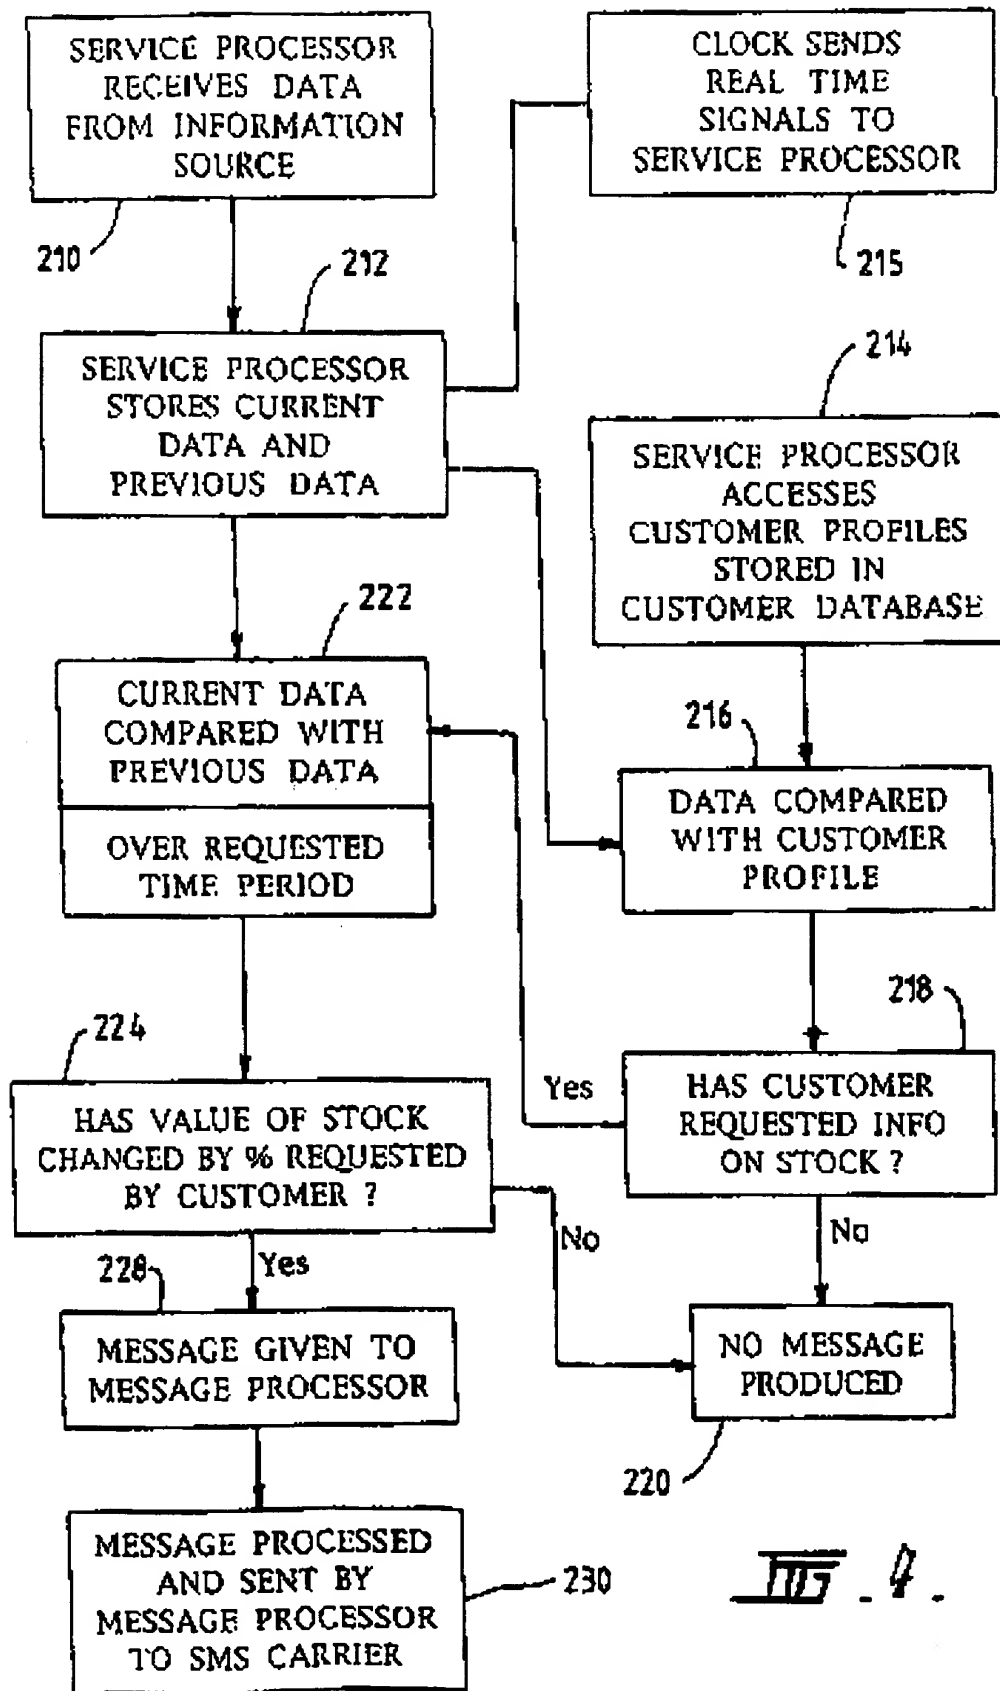 SERVICE PROCESSOR
RECEIVES DATA
FROM INFORMATION
SOURCE
210
CLOCK SENDS
REAL TIME
SIGNALS TO
SERVICE PROCESSOR
215
212
SERVICE PROCESSOR
STORES CURRENT
DATA AND
PREVIOUS DATA
214
SERVICE PROCESSOR
ACCESSES
CUSTOMER PROFILES
STORED IN
CUSTOMER DATABASE
222
CURRENT DATA
COMPARED WITH
PREVIOUS DATA
OVER REQUESTED
TIME PERIOD
216
DATA COMPARED
WITH CUSTOMER
PROFILE
218
HAS CUSTOMER
REQUESTED INFO
ON STOCK ?
Yes
No
224
HAS VALUE OF STOCK
CHANGED BY % REQUESTED
BY CUSTOMER ?
No
Yes
228
MESSAGE GIVEN TO
MESSAGE PROCESSOR
NO MESSAGE
PRODUCED
220
MESSAGE PROCESSED
AND SENT BY
MESSAGE PROCESSOR
TO SMS CARRIER
230
FIG. 4.